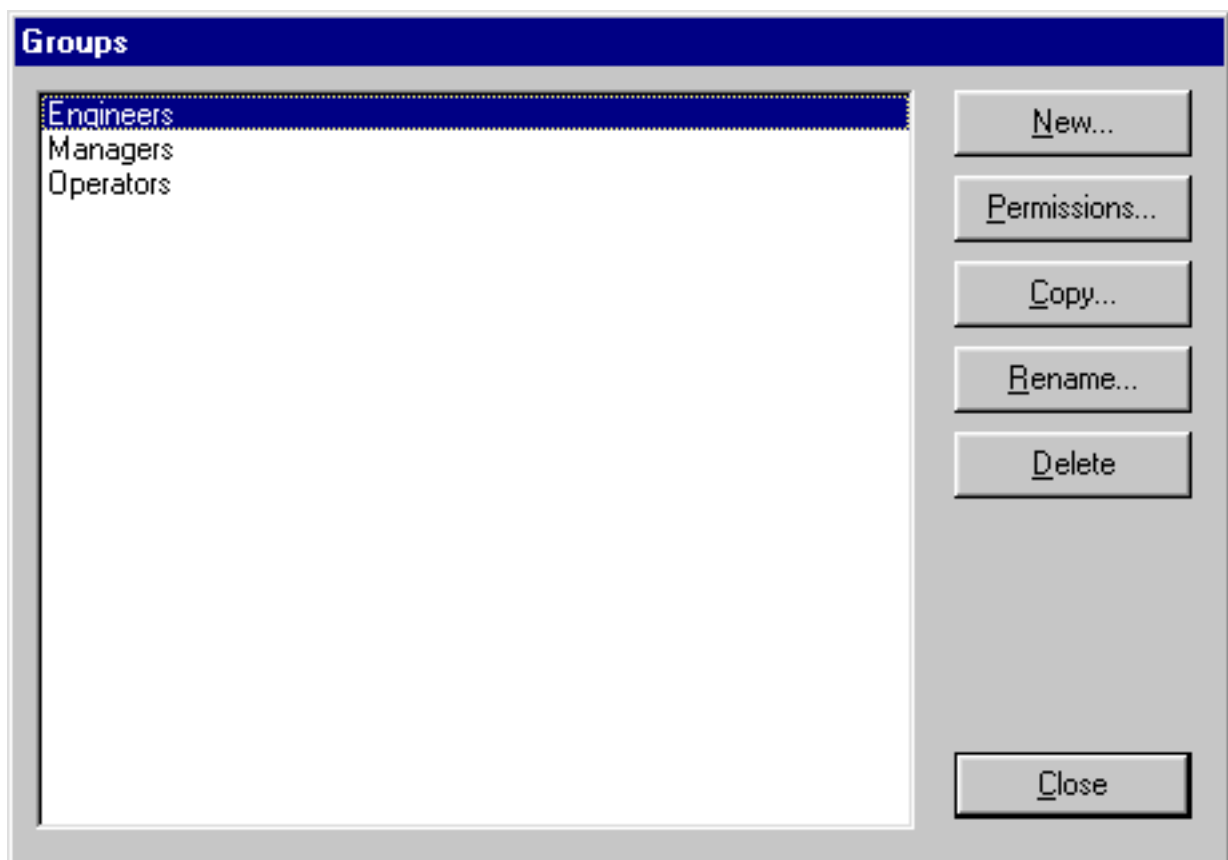 Groups
Engineers
Managers
Operators
New...
Permissions...
Copy...
Rename...
Delete
Close